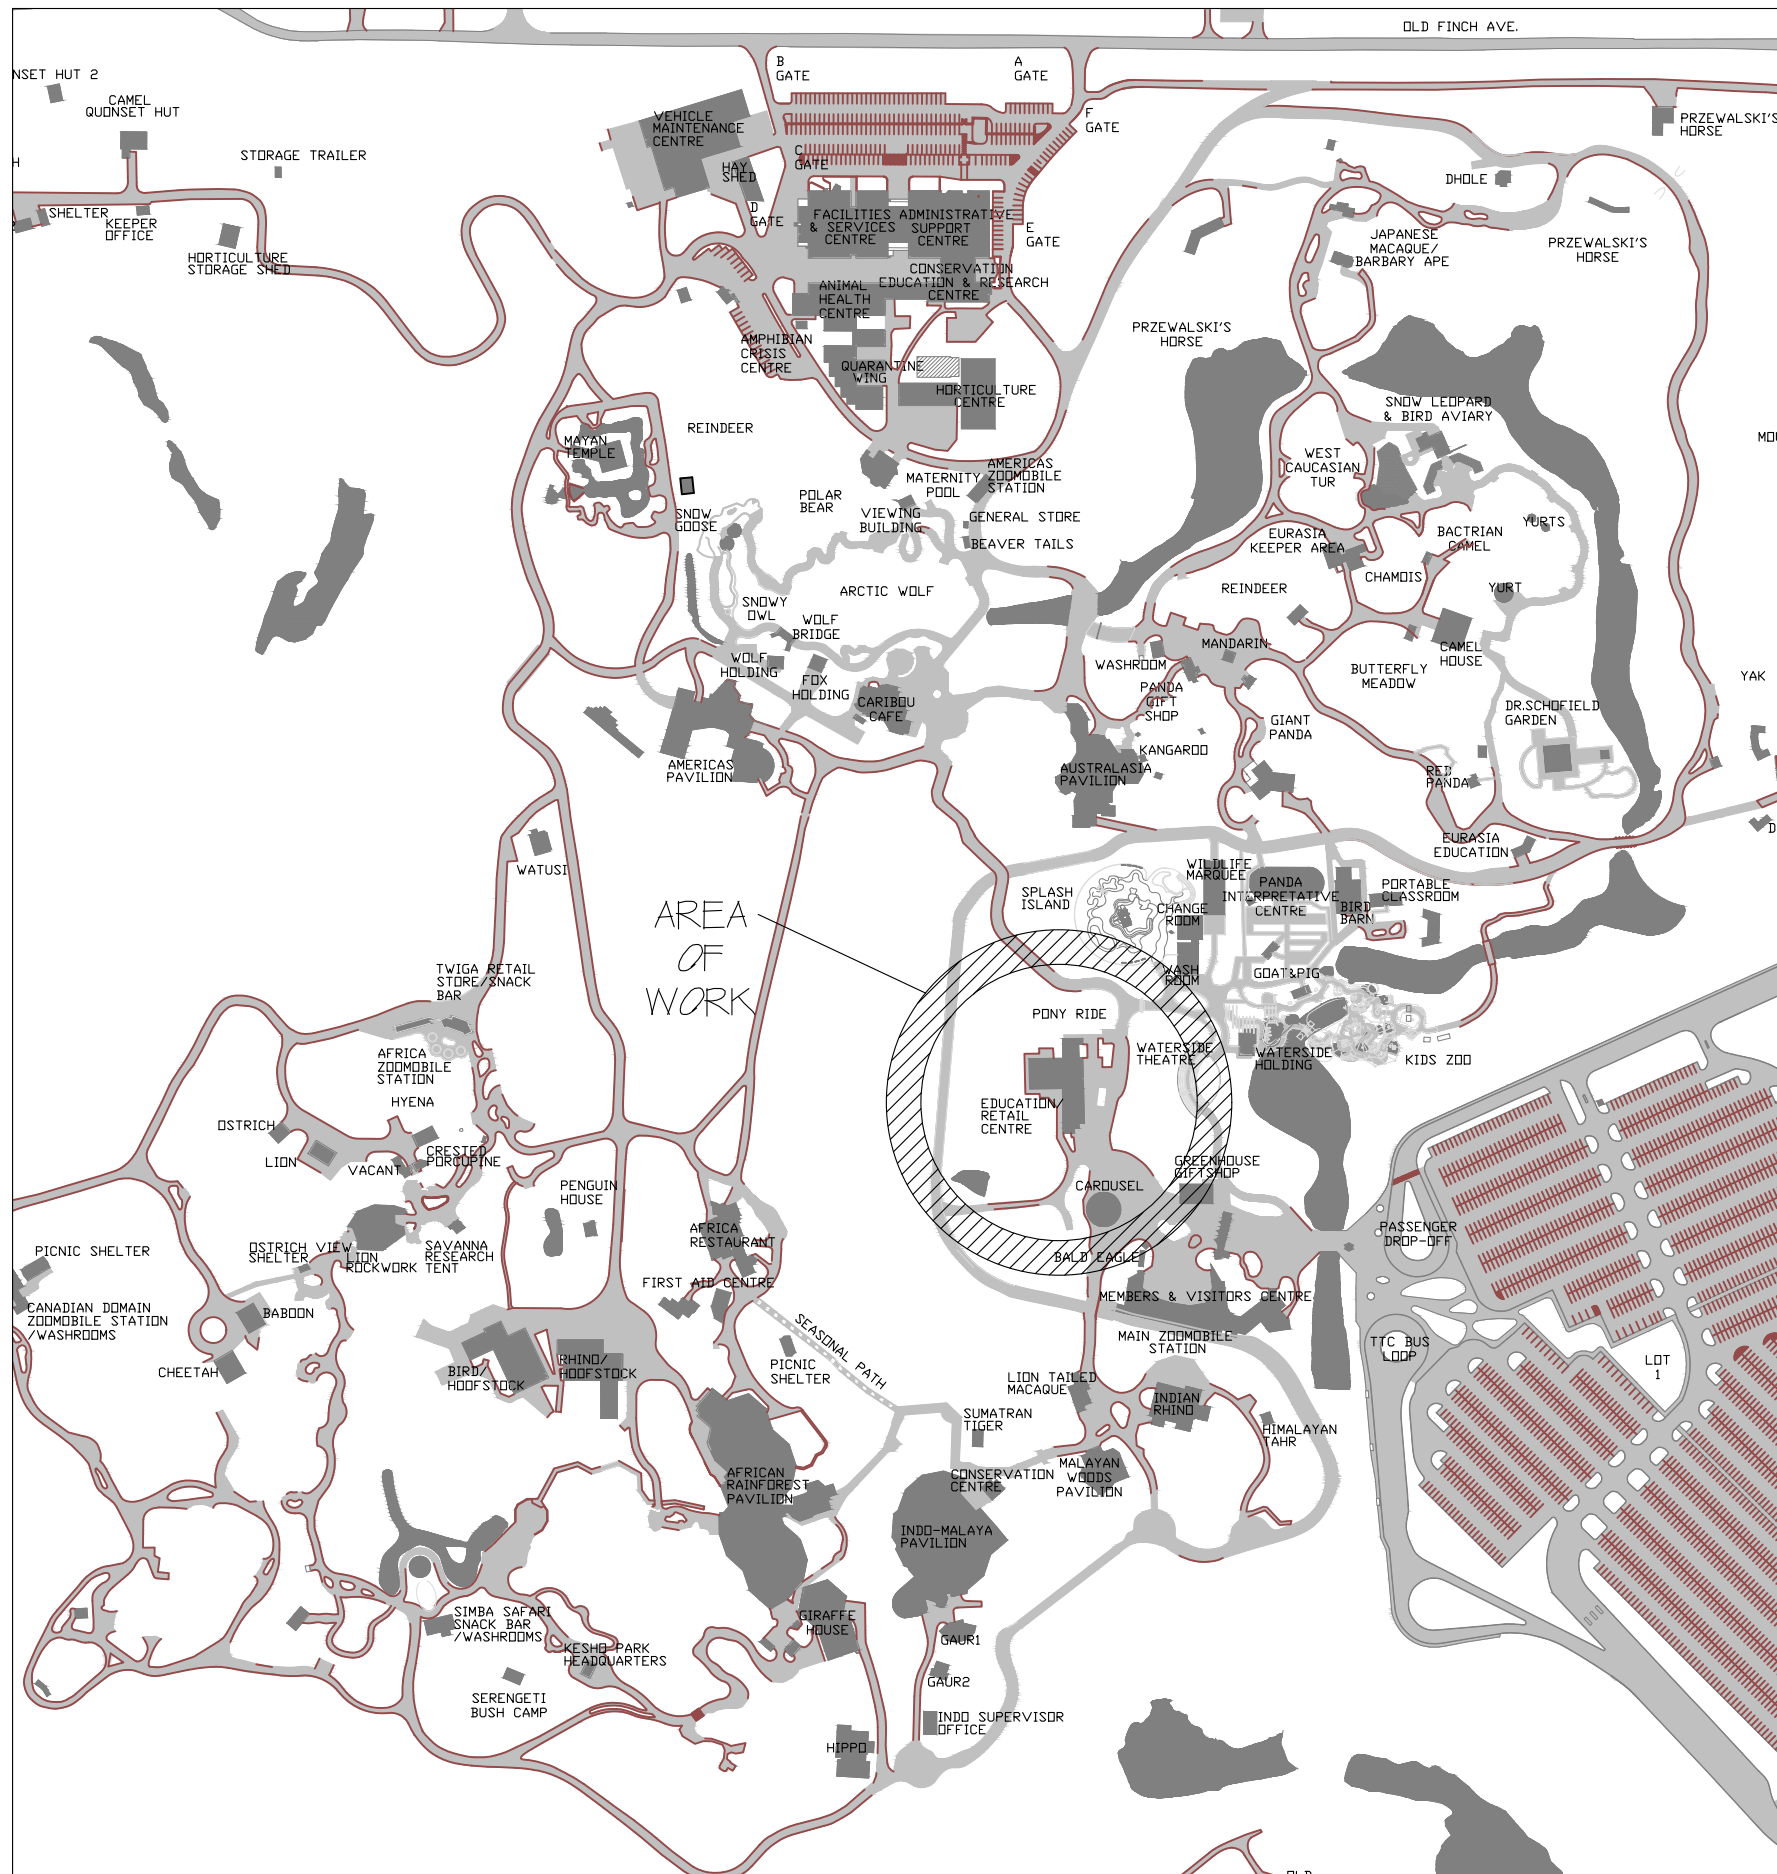 OLD FINCH AVE.
NSET HUT 2
CAMEL
QUONSET HUT
STORAGE TRAILER
H
SHELTER
KEEPER
OFFICE
HORTICULTURE
STORAGE SHED
B
GATE
A
GATE
F
GATE
VEHICLE
MAINTENANCE
CENTRE
HAY
SHED
C
GATE
D
GATE
E
GATE
FACILITIES
& SERVICES
CENTRE
ADMINISTRATIVE
SUPPORT
CENTRE
CONSERVATION
EDUCATION & RESEARCH
CENTRE
ANIMAL
HEALTH
CENTRE
AMPHIBIAN
CRISIS
CENTRE
QUARANTINE
WING
HORTICULTURE
CENTRE
PRZEWALSKI'S
HORSE
DHOLE
JAPANESE
MACAQUE/
BARBARY APE
PRZEWALSKI'S
HORSE
PRZEWALSKI'S
HORSE
SNOW LEOPARD
& BIRD AVIARY
WEST
CAUCASIAN
TUR
MOU
REINDEER
MAYAN
TEMPLE
SNOW
GOOSE
POLAR
BEAR
MATERNITY
POOL
AMERICAS
ZOOMOBILE
STATION
VIEWING
BUILDING
GENERAL STORE
BEAVER TAILS
ARCTIC WOLF
SNOWY
OWL
WOLF
BRIDGE
WOLF
HOLDING
FOX
HOLDING
CARIBOU
CAFE
AMERICAS
PAVILION
EURASIA
KEEPER AREA
BACTRIAN
CAMEL
YURTS
CHAMOIS
YURT
REINDEER
MANDARIN
WASHROOM
CAMEL
HOUSE
BUTTERFLY
MEADOW
PANDA
GIFT
SHOP
GIANT
PANDA
DR.SCHOFIELD
GARDEN
YAK
KANGAROO
AUSTRALASIA
PAVILION
RED
PANDA
EURASIA
EDUCATION
D
WATUSI
AREA
OF
WORK
SPLASH
ISLAND
WILDLIFE
MARQUEE
PANDA
INTERPRETATIVE
CENTRE
CHANGE
ROOM
BIRD
BARN
PORTABLE
CLASSROOM
WASH
ROOM
GOAT&PIG
PONY RIDE
WATERSIDE
THEATRE
WATERSIDE
HOLDING
KIDS ZOO
EDUCATION/
RETAIL
CENTRE
TWIGA RETAIL
STORE/SNACK
BAR
AFRICA
ZOOMOBILE
STATION
HYENA
OSTRICH
LION
VACANT
CRESTED
PORCUPINE
PENGUIN
HOUSE
GREENHOUSE
GIFTSHOP
CAROUSEL
BALD EAGLE
PASSENGER
DROP-OFF
PICNIC SHELTER
OSTRICH VIEW
SHELTER
LION
ROCKWORK
SAVANNA
RESEARCH
TENT
AFRICA
RESTAURANT
FIRST AID CENTRE
MEMBERS & VISITORS CENTRE
CANADIAN DOMAIN
ZOOMOBILE STATION
/WASHROOMS
BABOON
CHEETAH
BIRD/
HOOFSTOCK
RHINO/
HOOFSTOCK
PICNIC
SHELTER
SEASONAL PATH
MAIN ZOOMOBILE
STATION
TTC BUS
LOOP
LOT
1
LION TAILED
MACAQUE
INDIAN
RHINO
SUMATRAN
TIGER
HIMALAYAN
TAHR
AFRICAN
RAINFOREST
PAVILION
CONSERVATION
CENTRE
MALAYAN
WOODS
PAVILION
INDO-MALAYA
PAVILION
SIMBA SAFARI
SNACK BAR
/WASHROOMS
GIRAFFE
HOUSE
GAUR1
KESHO PARK
HEADQUARTERS
GAUR2
SERENGETI
BUSH CAMP
INDO SUPERVISOR
OFFICE
HIPPO